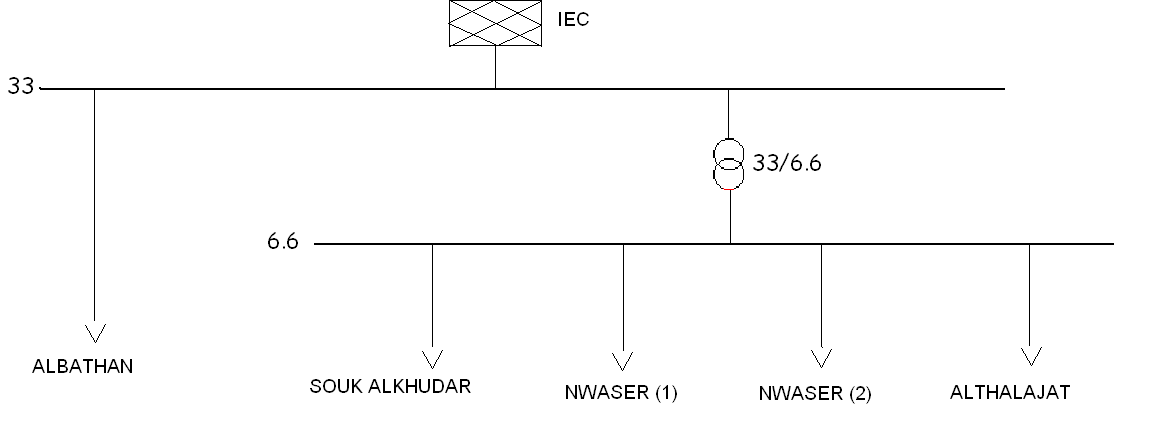 IEC
33
33/6.6
6.6
ALBATHAN
SOUK ALKHUDAR
NWASER (1)
NWASER (2)
ALTHALAJAT